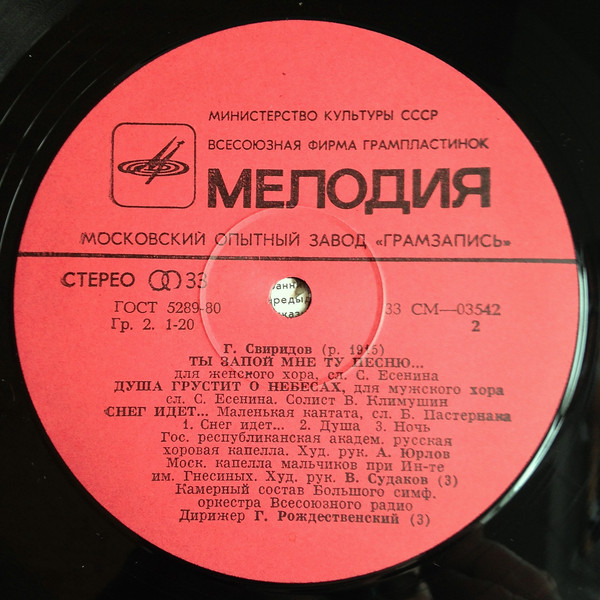 МИНИСТЕРСТВО КУЛЬТУРЫ СССР
ВСЕСОЮЗНАЯ ФИРМА ГРАМПЛАСТИНОК
МЕЛОДИЯ
МОСКОВСКИЙ ОПЫТНЫЙ ЗАВОД «ГРАМЗАПИСЬ»
СТЕРЕО 33
ГОСТ 5289-80
Гр. 2. 1-20
33 СМ—03542
2
Г. Свиридов (р. 1915)
ТЫ ЗАПОЙ МНЕ ТУ ПЕСНЮ...
для женского хора, сл. С. Есенина
ДУША ГРУСТИТ О НЕБЕСАХ, для мужского хора
сл. С. Есенина. Солист В. Климушин
СНЕГ ИДЕТ... Маленькая кантата, сл. Б. Пастернака
1. Снег идет... 2. Душа 3. Ночь
Гос. республиканская академ. русская
хоровая капелла. Худ. рук. А. Юрлов
Моск. капелла мальчиков при Ин-те
им. Гнесиных. Худ. рук. В. Судаков (3)
Камерный состав Большого симф.
оркестра Всесоюзного радио
Дирижер Г. Рождественский (3)